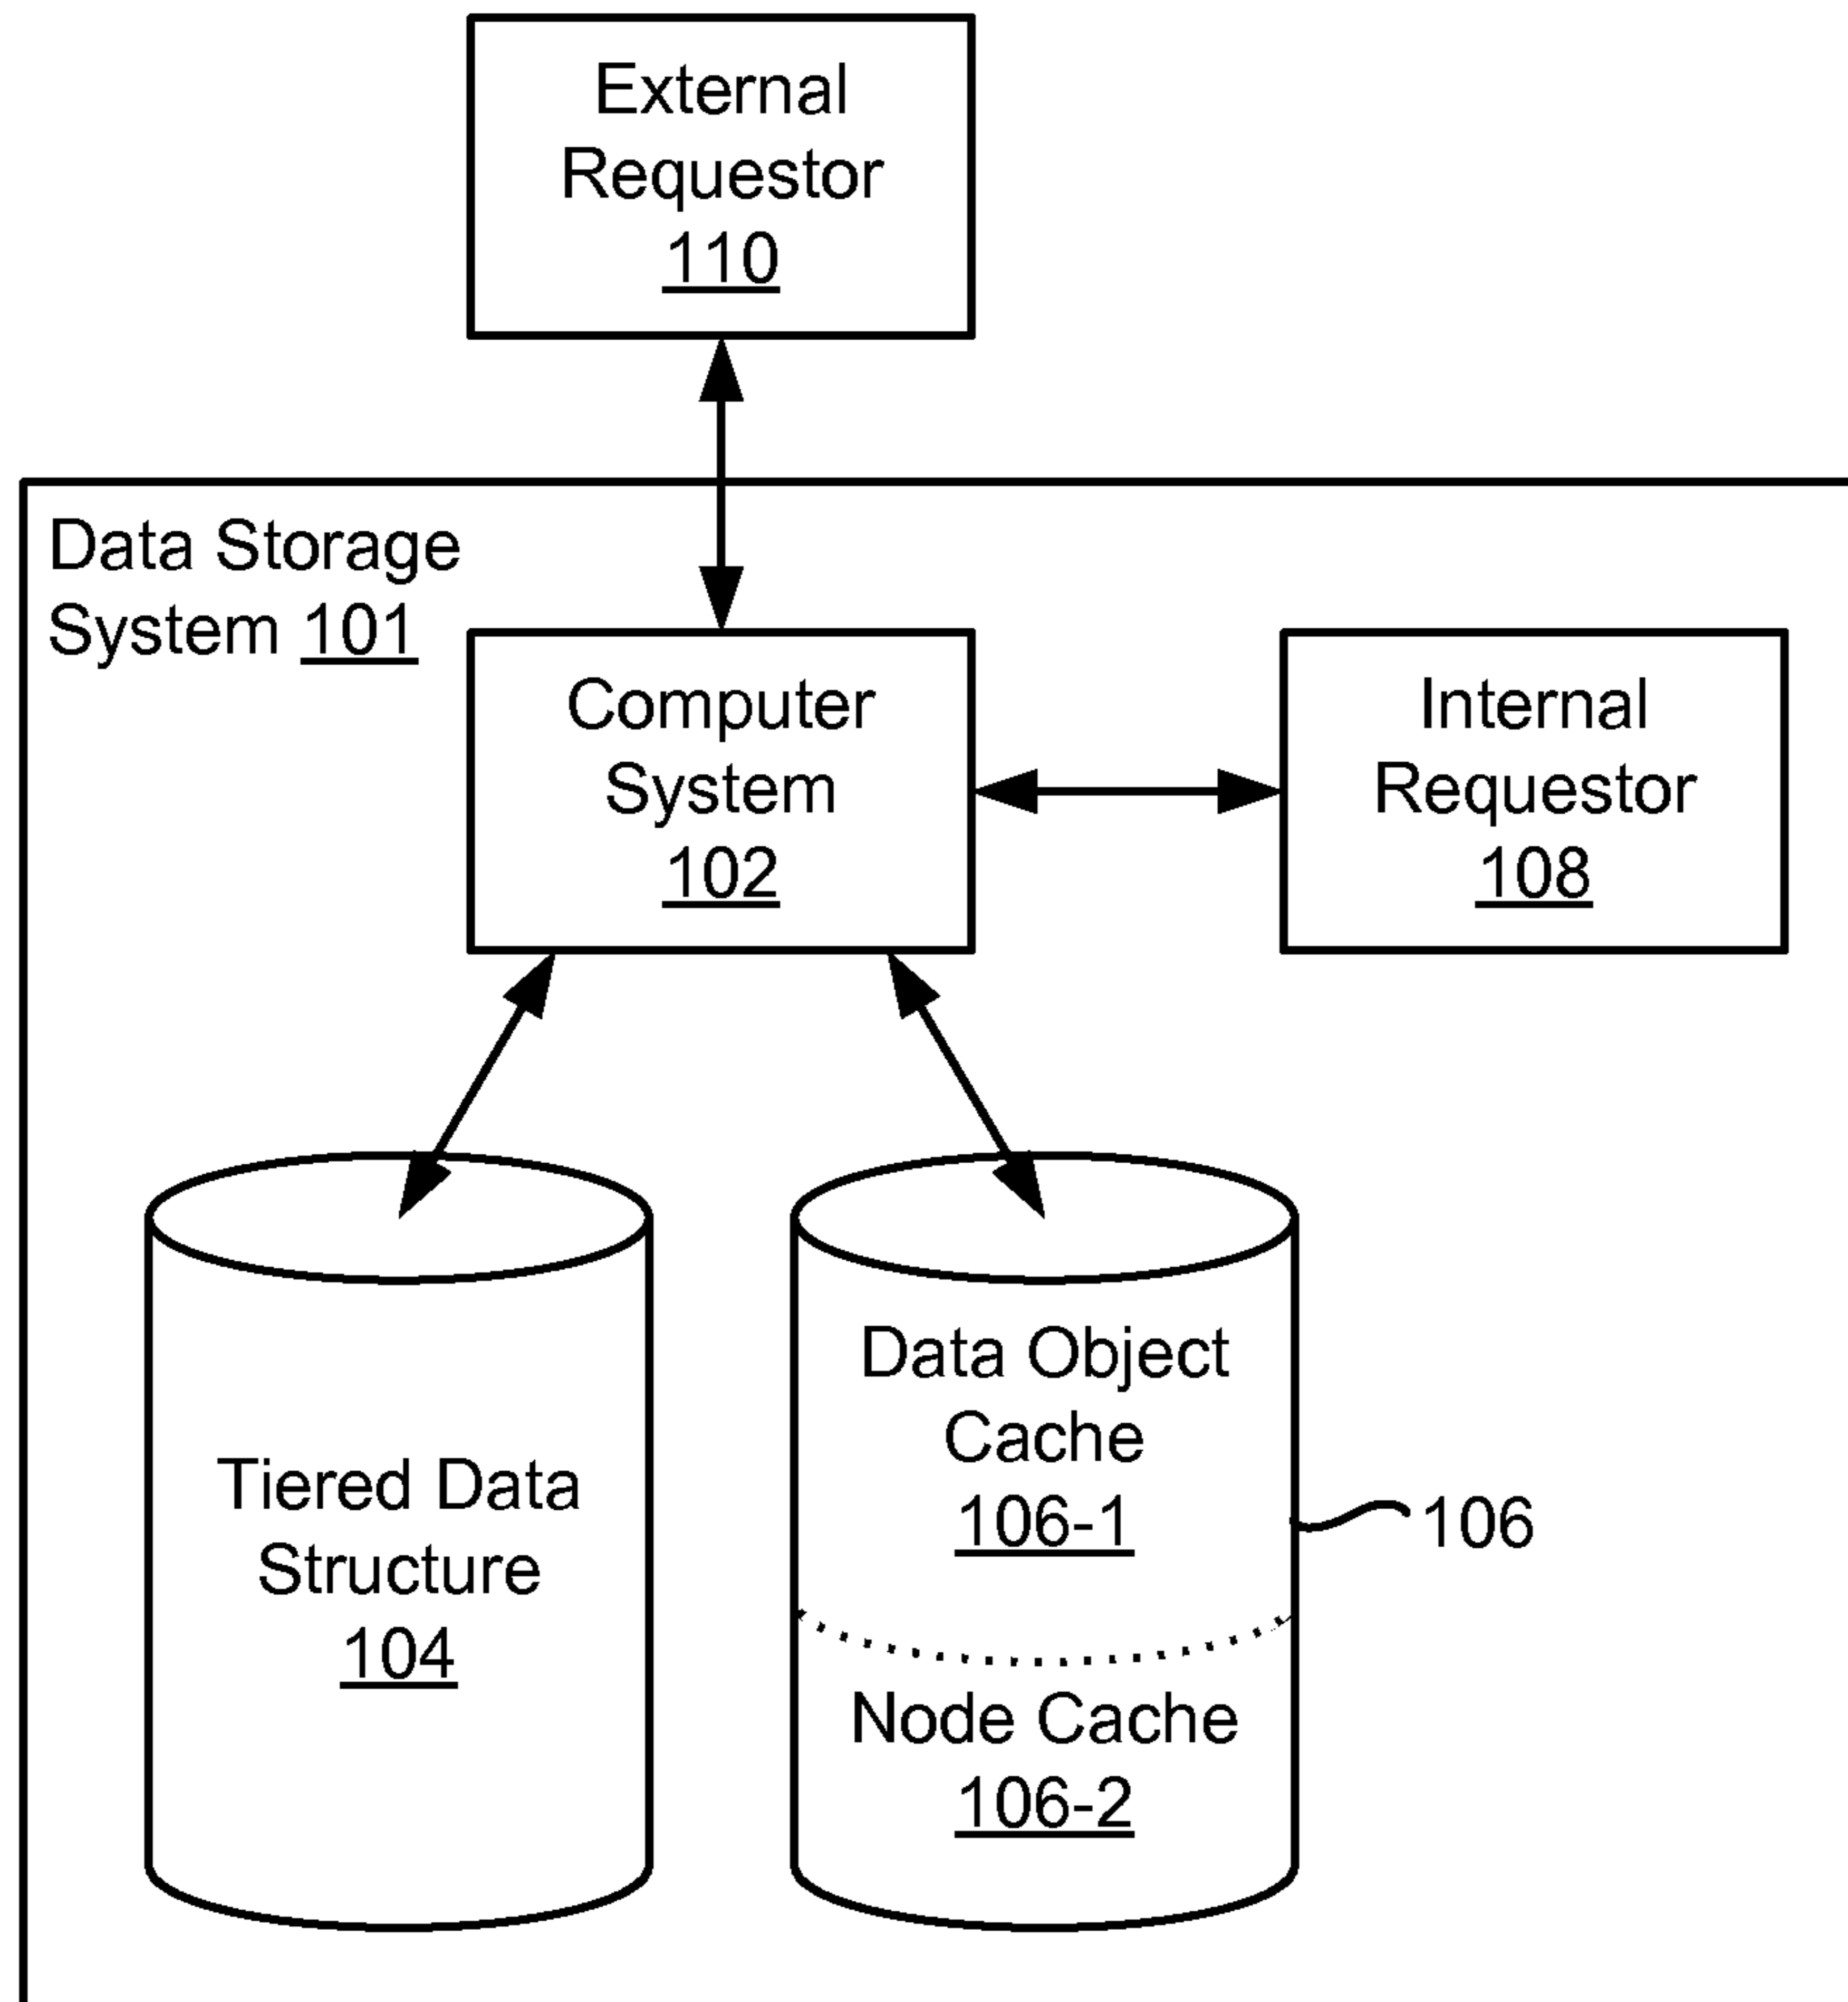 External
Requestor
110
Data Storage
System 101
Computer
System
102
Internal
Requestor
108
Tiered Data
Structure
104
Data Object
Cache
106-1
106
Node Cache
106-2